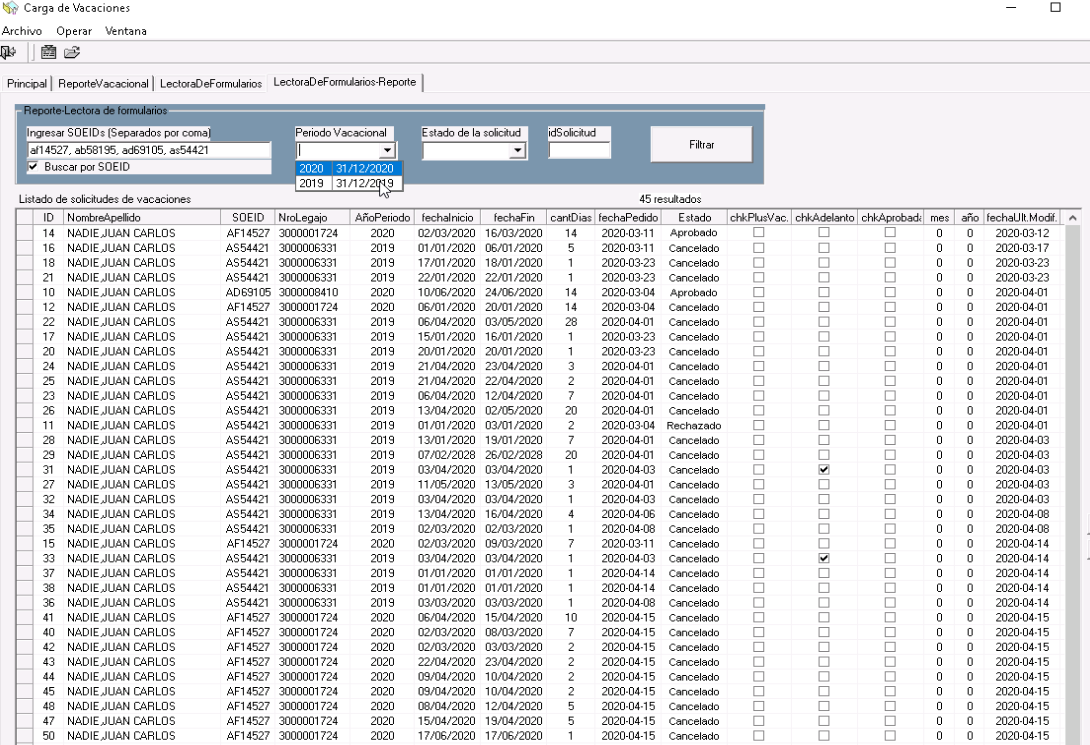 Carga de Vacaciones
Archivo Operar Ventana
Principal ReporteVacacional LectoraDeFormularios LectoraDeFormularios-Reporte
Reporte-Lectora de formularios
Ingresar SOEIDs (Separados por coma) Periodo Vacacional Estado de la solicitud idSolicitud
af14527, ab58195, ad69105, as54421 Filtrar
Buscar por SOEID 2020 31/12/2020
2019 31/12/2019
Listado de solicitudes de vacaciones 45 resultados
ID NombreApellido SOEID NroLegajo AñoPeriodo fechaInicio fechaFin cantDias fechaPedido Estado chkPlusVac. chkAdelanto chkAprobada mes año fechaUlt.Modif.
14 NADIE,JUAN CARLOS AF14527 3000001724 2020 02/03/2020 16/03/2020 14 2020-03-11 Aprobado 0 0 2020-03-12
16 NADIE,JUAN CARLOS AS54421 3000006331 2019 01/01/2020 06/01/2020 5 2020-03-11 Cancelado 0 0 2020-03-17
18 NADIE,JUAN CARLOS AS54421 3000006331 2019 17/01/2020 18/01/2020 1 2020-03-23 Cancelado 0 0 2020-03-23
21 NADIE,JUAN CARLOS AS54421 3000006331 2019 22/01/2020 22/01/2020 1 2020-03-23 Cancelado 0 0 2020-03-23
10 NADIE,JUAN CARLOS AD69105 3000008410 2020 10/06/2020 24/06/2020 14 2020-03-04 Aprobado 0 0 2020-04-01
12 NADIE,JUAN CARLOS AF14527 3000001724 2020 06/01/2020 20/01/2020 14 2020-03-04 Cancelado 0 0 2020-04-01
22 NADIE,JUAN CARLOS AS54421 3000006331 2019 06/04/2020 03/05/2020 28 2020-04-01 Cancelado 0 0 2020-04-01
17 NADIE,JUAN CARLOS AS54421 3000006331 2019 15/01/2020 16/01/2020 1 2020-03-23 Cancelado 0 0 2020-04-01
20 NADIE,JUAN CARLOS AS54421 3000006331 2019 20/01/2020 20/01/2020 1 2020-03-23 Cancelado 0 0 2020-04-01
24 NADIE,JUAN CARLOS AS54421 3000006331 2019 21/04/2020 23/04/2020 3 2020-04-01 Cancelado 0 0 2020-04-01
25 NADIE,JUAN CARLOS AS54421 3000006331 2019 21/04/2020 22/04/2020 2 2020-04-01 Cancelado 0 0 2020-04-01
23 NADIE,JUAN CARLOS AS54421 3000006331 2019 06/04/2020 12/04/2020 7 2020-04-01 Cancelado 0 0 2020-04-01
26 NADIE,JUAN CARLOS AS54421 3000006331 2019 13/04/2020 02/05/2020 20 2020-04-01 Cancelado 0 0 2020-04-01
11 NADIE,JUAN CARLOS AS54421 3000006331 2019 01/01/2020 03/01/2020 2 2020-03-04 Rechazado 0 0 2020-04-01
28 NADIE,JUAN CARLOS AS54421 3000006331 2019 13/01/2020 19/01/2020 7 2020-04-01 Cancelado 0 0 2020-04-03
29 NADIE,JUAN CARLOS AS54421 3000006331 2019 07/02/2028 26/02/2028 20 2020-04-01 Cancelado 0 0 2020-04-03
31 NADIE,JUAN CARLOS AS54421 3000006331 2019 03/04/2020 03/04/2020 1 2020-04-03 Cancelado 0 0 2020-04-03
27 NADIE,JUAN CARLOS AS54421 3000006331 2019 11/05/2020 13/05/2020 3 2020-04-01 Cancelado 0 0 2020-04-03
32 NADIE,JUAN CARLOS AS54421 3000006331 2019 03/04/2020 03/04/2020 1 2020-04-03 Cancelado 0 0 2020-04-03
34 NADIE,JUAN CARLOS AS54421 3000006331 2019 13/04/2020 16/04/2020 4 2020-04-06 Cancelado 0 0 2020-04-08
35 NADIE,JUAN CARLOS AS54421 3000006331 2019 02/03/2020 02/03/2020 1 2020-04-08 Cancelado 0 0 2020-04-08
15 NADIE,JUAN CARLOS AF14527 3000001724 2020 02/03/2020 09/03/2020 7 2020-03-11 Cancelado 0 0 2020-04-14
33 NADIE,JUAN CARLOS AS54421 3000006331 2019 03/04/2020 03/04/2020 1 2020-04-03 Cancelado 0 0 2020-04-14
37 NADIE,JUAN CARLOS AS54421 3000006331 2019 01/01/2020 01/01/2020 1 2020-04-14 Cancelado 0 0 2020-04-14
38 NADIE,JUAN CARLOS AS54421 3000006331 2019 01/01/2020 01/01/2020 1 2020-04-14 Cancelado 0 0 2020-04-14
36 NADIE,JUAN CARLOS AS54421 3000006331 2019 03/03/2020 03/03/2020 1 2020-04-08 Cancelado 0 0 2020-04-14
41 NADIE,JUAN CARLOS AF14527 3000001724 2020 06/04/2020 15/04/2020 10 2020-04-15 Cancelado 0 0 2020-04-15
40 NADIE,JUAN CARLOS AF14527 3000001724 2020 02/03/2020 08/03/2020 7 2020-04-15 Cancelado 0 0 2020-04-15
42 NADIE,JUAN CARLOS AF14527 3000001724 2020 02/03/2020 03/03/2020 2 2020-04-15 Cancelado 0 0 2020-04-15
43 NADIE,JUAN CARLOS AF14527 3000001724 2020 22/04/2020 23/04/2020 2 2020-04-15 Cancelado 0 0 2020-04-15
44 NADIE,JUAN CARLOS AF14527 3000001724 2020 09/04/2020 10/04/2020 2 2020-04-15 Cancelado 0 0 2020-04-15
45 NADIE,JUAN CARLOS AF14527 3000001724 2020 09/04/2020 10/04/2020 2 2020-04-15 Cancelado 0 0 2020-04-15
48 NADIE,JUAN CARLOS AF14527 3000001724 2020 08/04/2020 12/04/2020 5 2020-04-15 Cancelado 0 0 2020-04-15
47 NADIE,JUAN CARLOS AF14527 3000001724 2020 15/04/2020 19/04/2020 5 2020-04-15 Cancelado 0 0 2020-04-15
50 NADIE,JUAN CARLOS AF14527 3000001724 2020 17/06/2020 17/06/2020 1 2020-04-15 Cancelado 0 0 2020-04-15